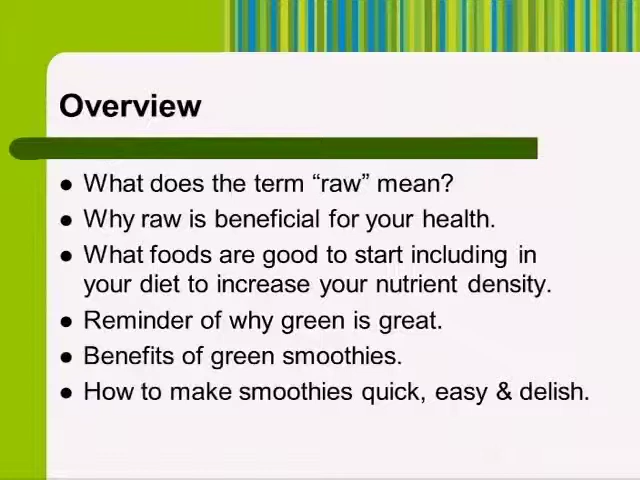 Overview
● What does the term “raw” mean?
● Why raw is beneficial for your health.
● What foods are good to start including in
your diet to increase your nutrient density.
● Reminder of why green is great.
● Benefits of green smoothies.
● How to make smoothies quick, easy & delish.